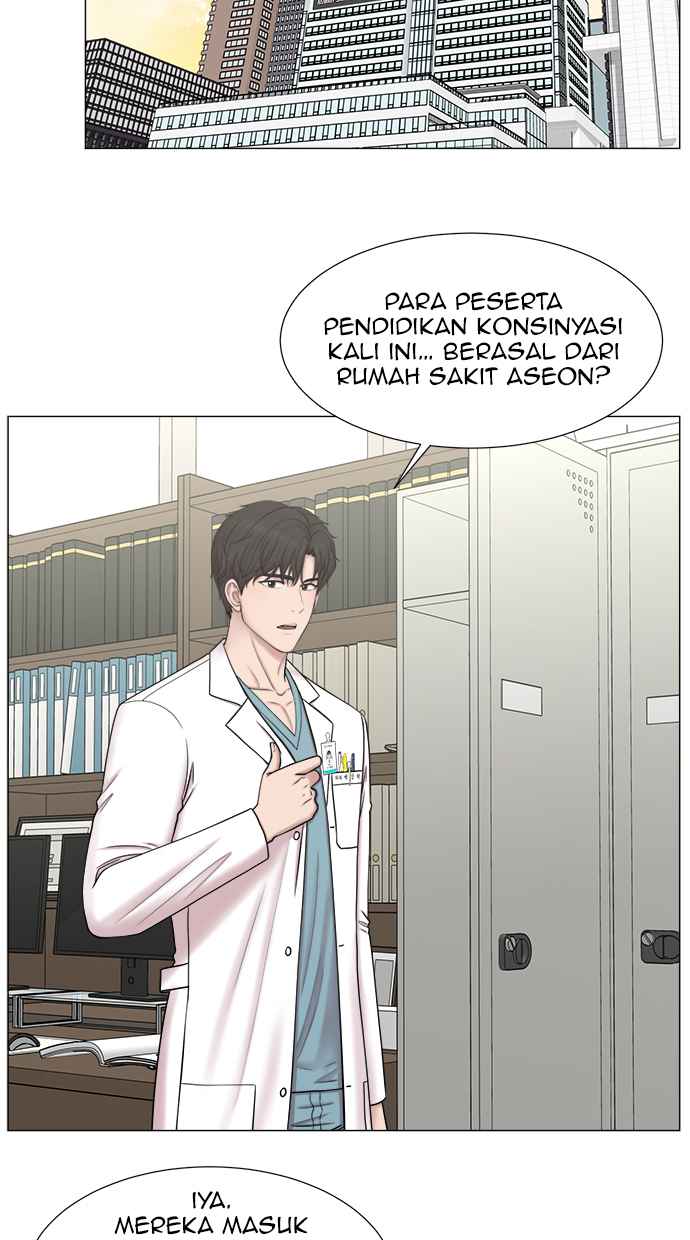 PARA PESERTA
PENDIDIKAN KONSINYASI
KALI INI... BERASAL DARI
RUMAH SAKIT ASEON?
IYA,
MEREKA MASUK